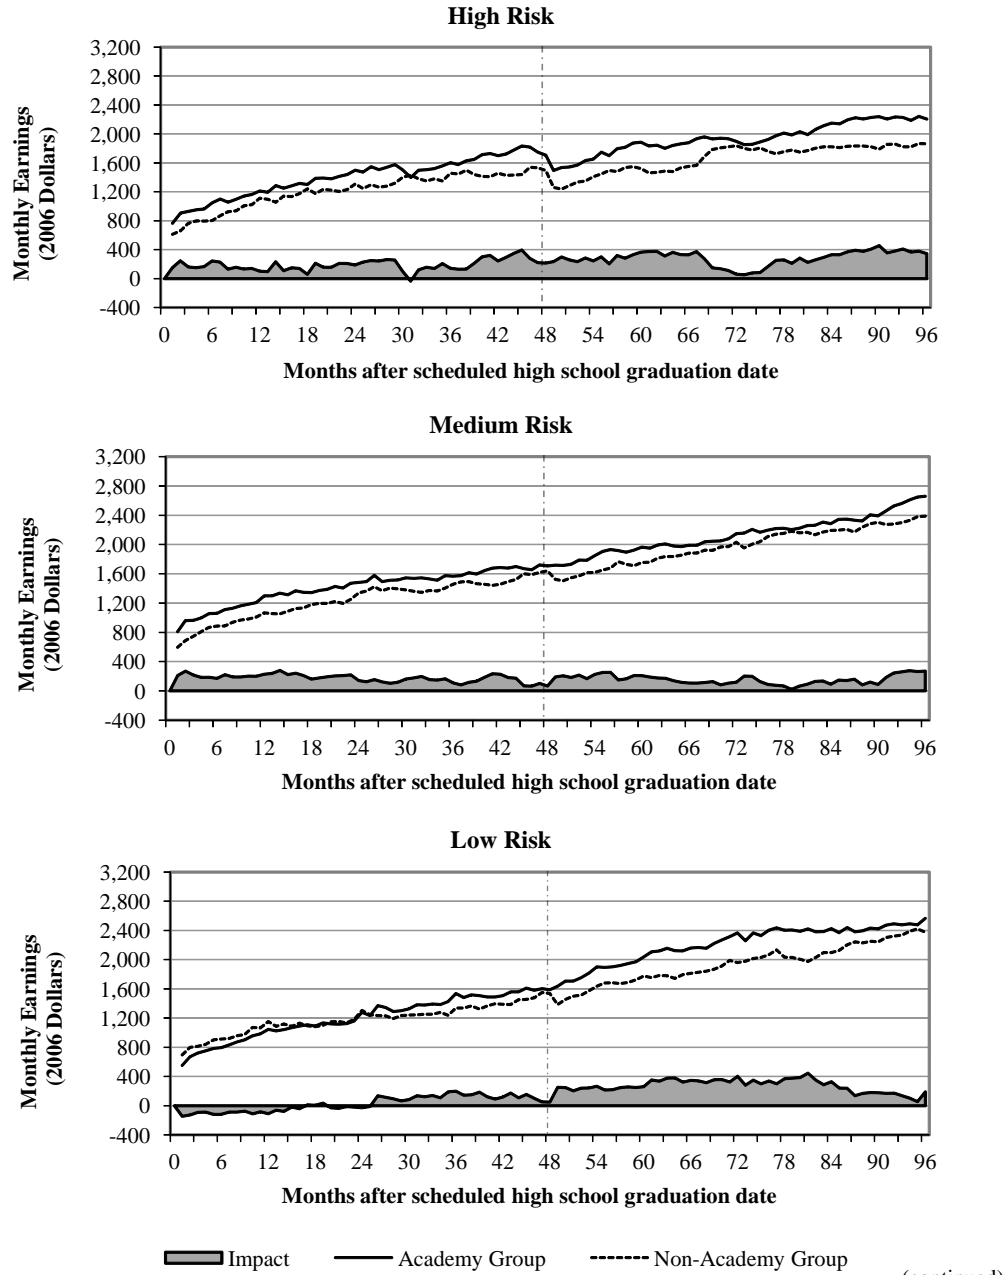 High Risk
3,200
2,800
2,400
2,000
1,600
1,200
800
400
0
-400
Monthly Earnings
(2006 Dollars)
0 6 12 18 24 30 36 42 48 54 60 66 72 78 84 90 96
Months after scheduled high school graduation date
Medium Risk
3,200
2,800
2,400
2,000
1,600
1,200
800
400
0
-400
Monthly Earnings
(2006 Dollars)
0 6 12 18 24 30 36 42 48 54 60 66 72 78 84 90 96
Months after scheduled high school graduation date
Low Risk
3,200
2,800
2,400
2,000
1,600
1,200
800
400
0
-400
Monthly Earnings
(2006 Dollars)
0 6 12 18 24 30 36 42 48 54 60 66 72 78 84 90 96
Months after scheduled high school graduation date
Impact Academy Group Non-Academy Group
(continued)